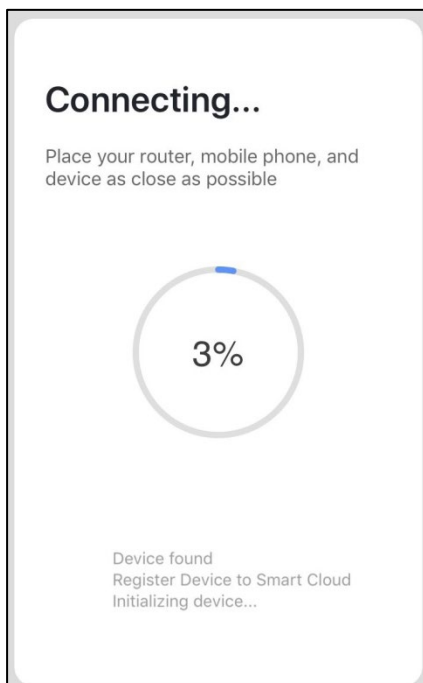 Connecting...
Place your router, mobile phone, and
device as close as possible
3%
Device found
Register Device to Smart Cloud
Initializing device...